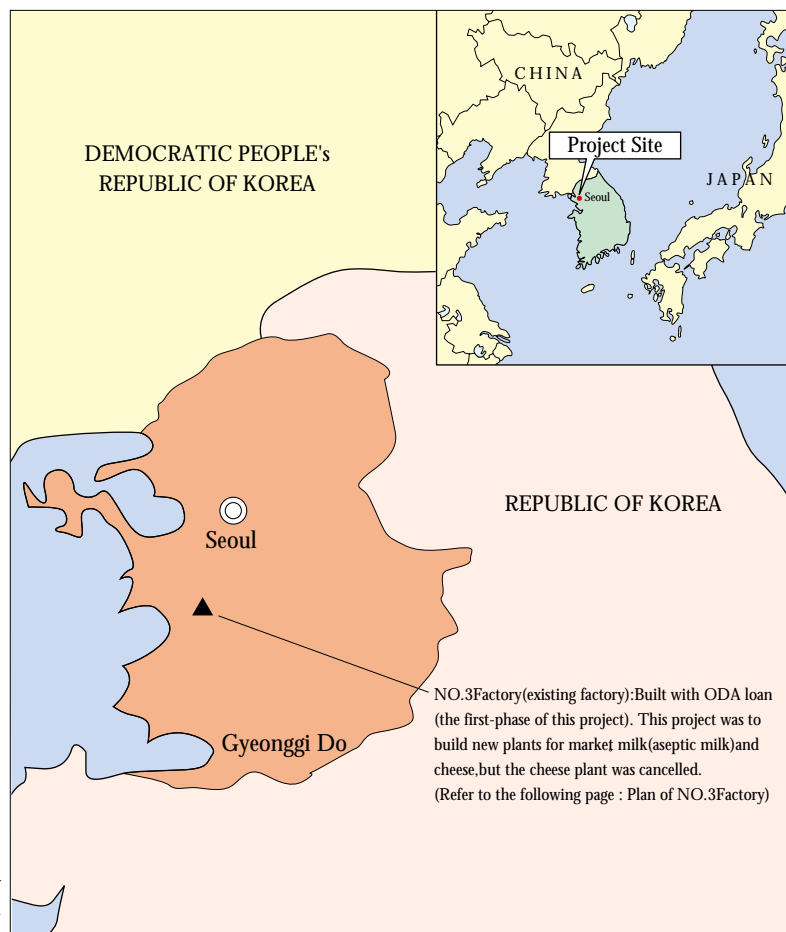 CHINA
Project Site
DEMOCRATIC PEOPLE's
REPUBLIC OF KOREA
JAPAN
Seoul
REPUBLIC OF KOREA
Seoul
NO.3Factory(existing factory):Built with ODA loan
(the first-phase of this project). This project was to
build new plants for market milk(aseptic milk)and
cheese,but the cheese plant was cancelled.
(Refer to the following page : Plan of NO.3Factory)
Gyeonggi Do